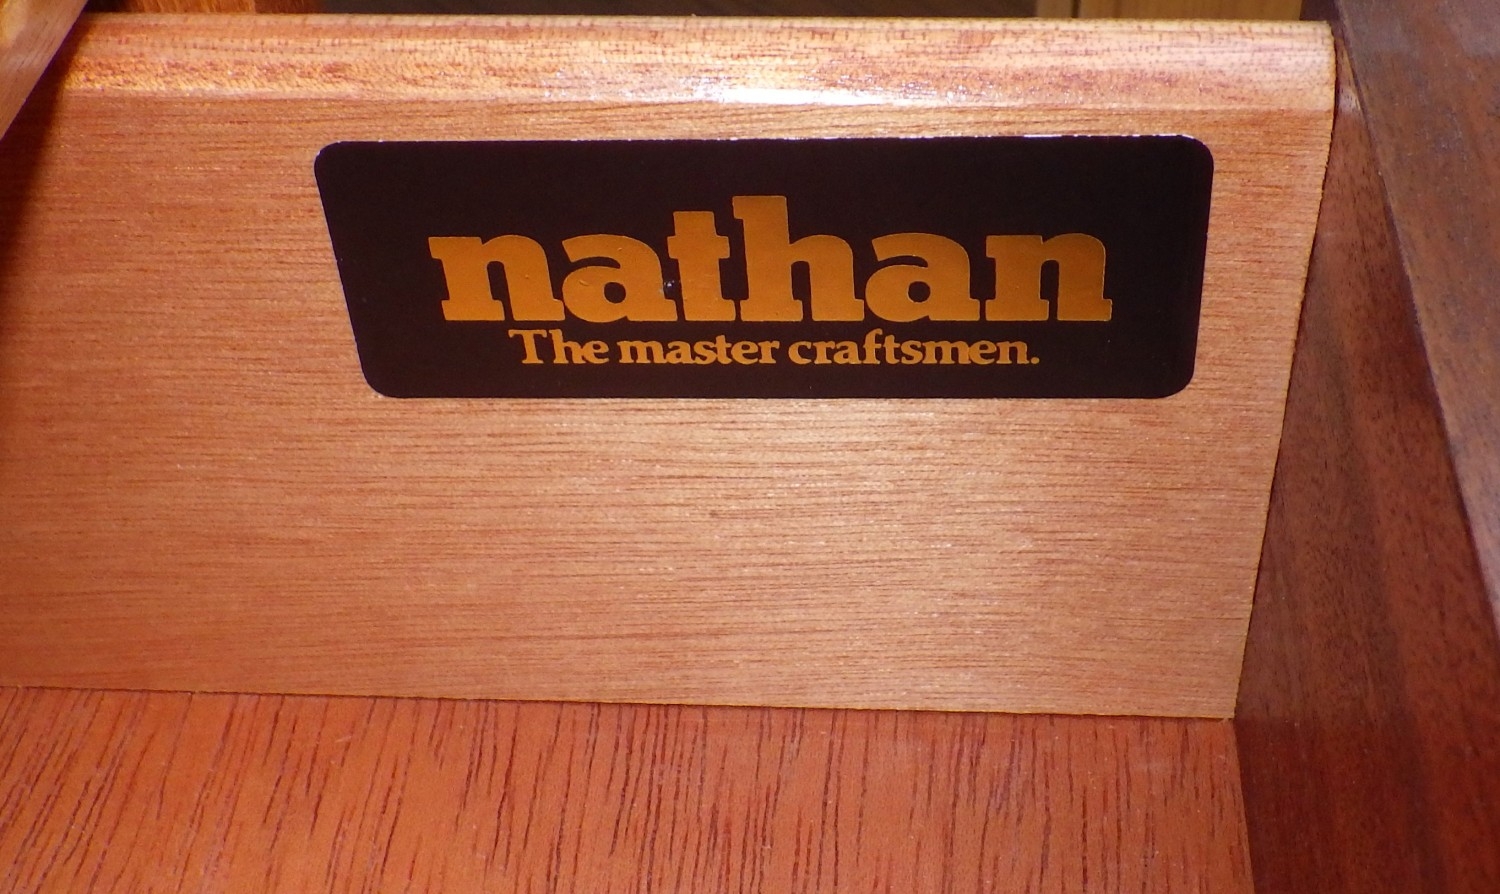 nathan
The master craftsmen.